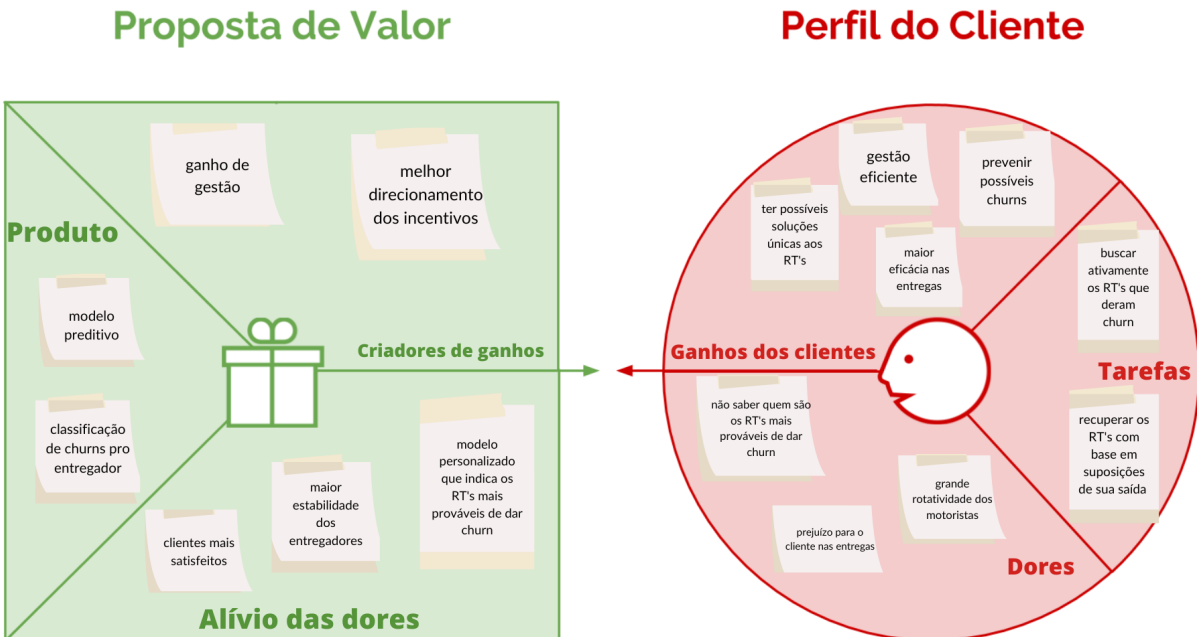 Proposta de Valor
ganho de
gestão
melhor
direcionamento
dos incentivos
Produto
modelo
preditivo
Criadores de ganhos
classificação
de churns pro
entregador
modelo
personalizado
que indica os
RT's mais
prováveis de dar
churn
maior
estabilidade
dos
entregadores
clientes mais
satisfeitos
Alívio das dores
Perfil do Cliente
gestão
eficiente
prevenir
possíveis
churns
ter possíveis
soluções
únicas aos
RT's
maior
eficácia nas
entregas
buscar
ativamente
os RT's que
deram
churn
Ganhos dos clientes
Tarefas
não saber quem são
os RT's mais
prováveis de dar
churn
recuperar os
RT's com
base em
suposições
de sua saída
grande
rotatividade dos
motoristas
prejuízo para o
cliente nas entregas
Dores